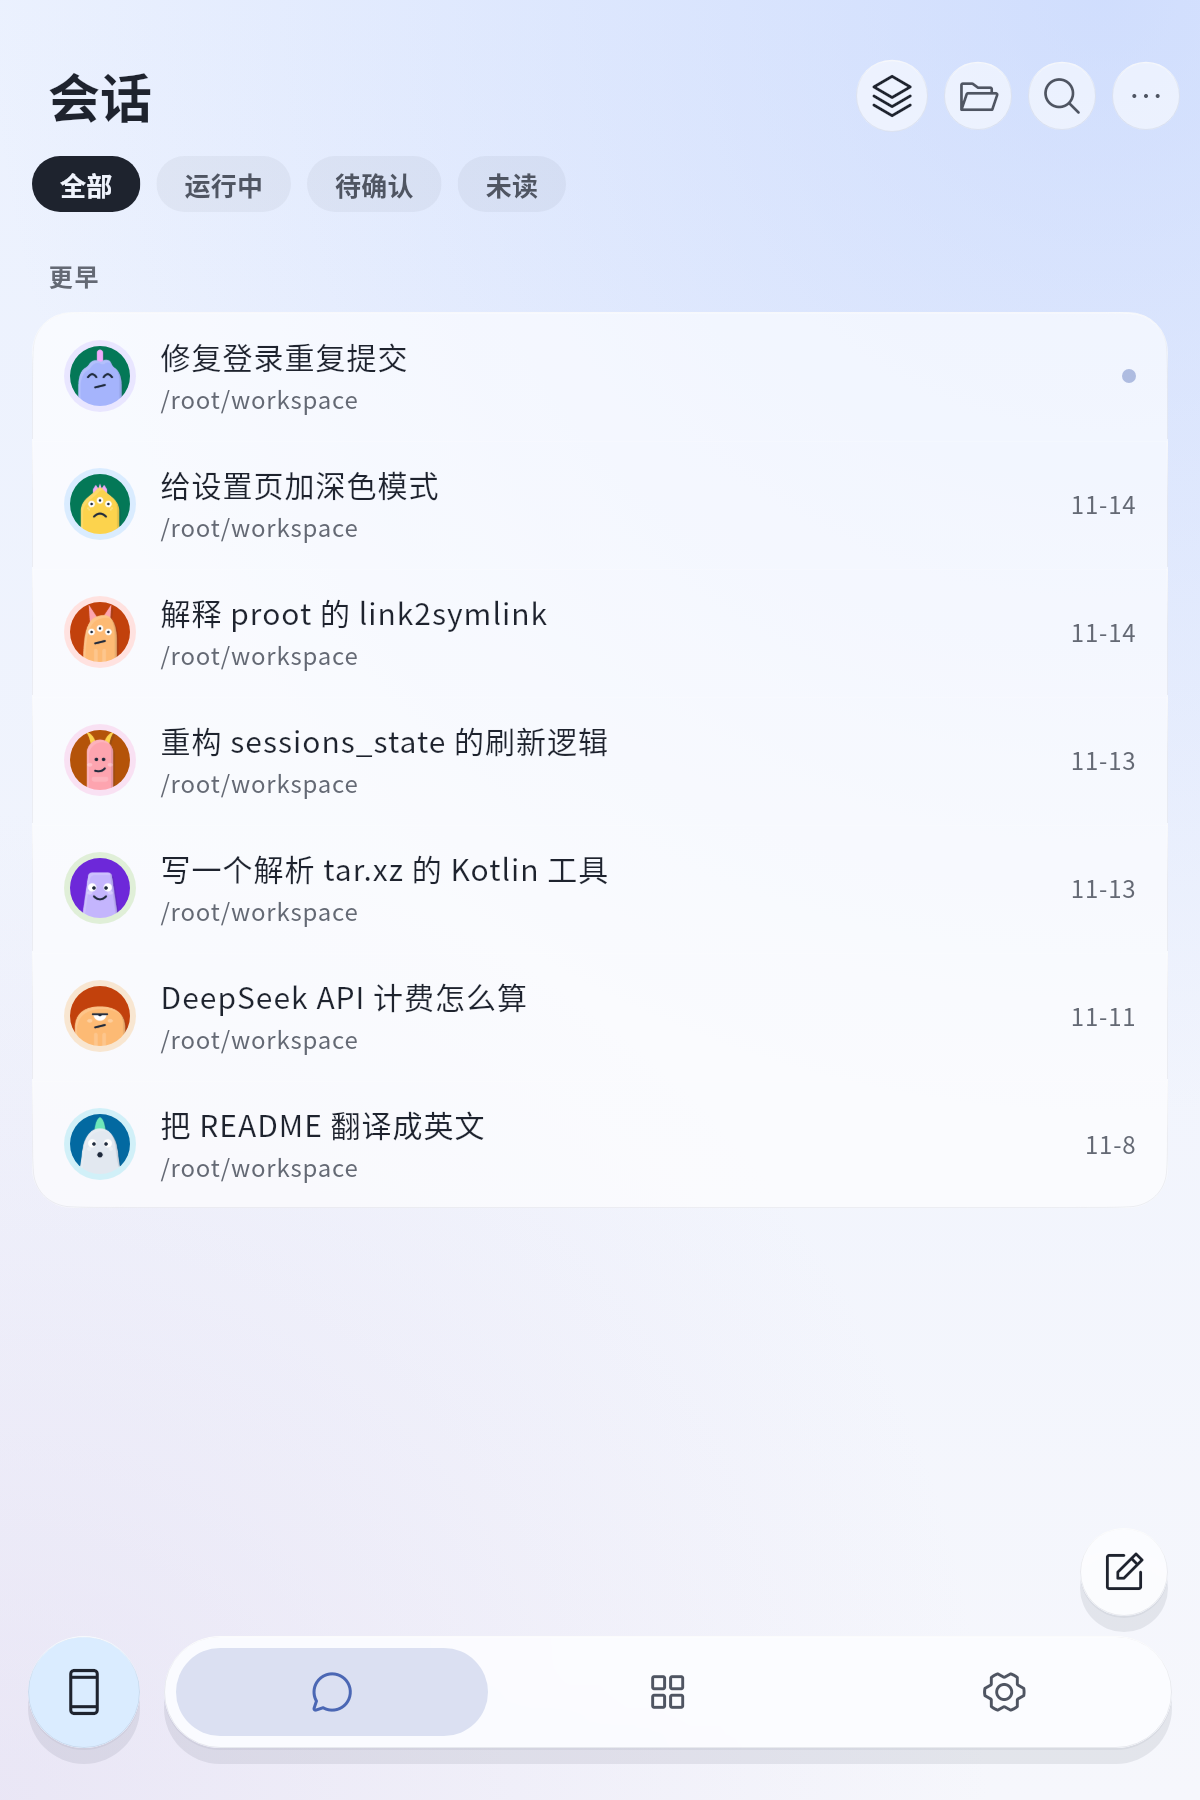 会话
全部
运行中
待确认
未读
更早
修复登录重复提交
/root/workspace
给设置页加深色模式
/root/workspace
11-14
解释 proot 的 link2symlink
/root/workspace
11-14
重构 sessions_state 的刷新逻辑
/root/workspace
11-13
写一个解析 tar.xz 的 Kotlin 工具
/root/workspace
11-13
DeepSeek API 计费怎么算
/root/workspace
11-11
把 README 翻译成英文
/root/workspace
11-8